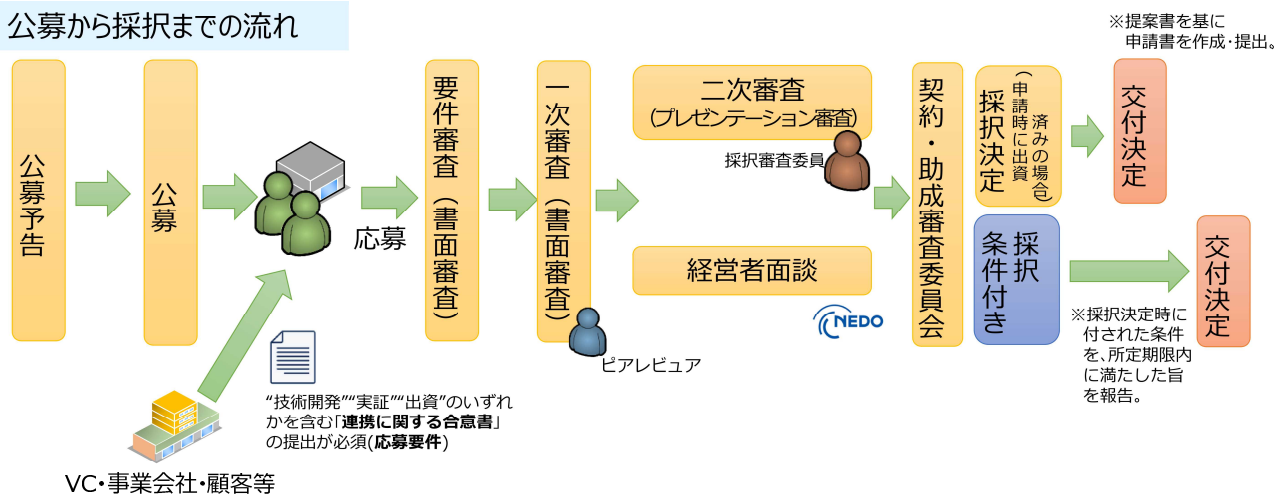 公募から採択までの流れ
公募予告
公募
応募
VC・事業会社・顧客等
“技術開発”“実証”“出資”のいずれ
かを含む「連携に関する合意書」
の提出が必須(応募要件)
要件審査（書面審査）
一次審査（書面審査）
ピアレビュア
二次審査
(プレゼンテーション審査)
採択審査委員
経営者面談
NEDO
契約・助成審査委員会
採択決定
(申請時に出資
済みの場合)
※提案書を基に
申請書を作成・提出。
交付決定
条件付き
採択
※採択決定時に
付された条件
を、所定期限内
に満たした旨
を報告。
交付決定